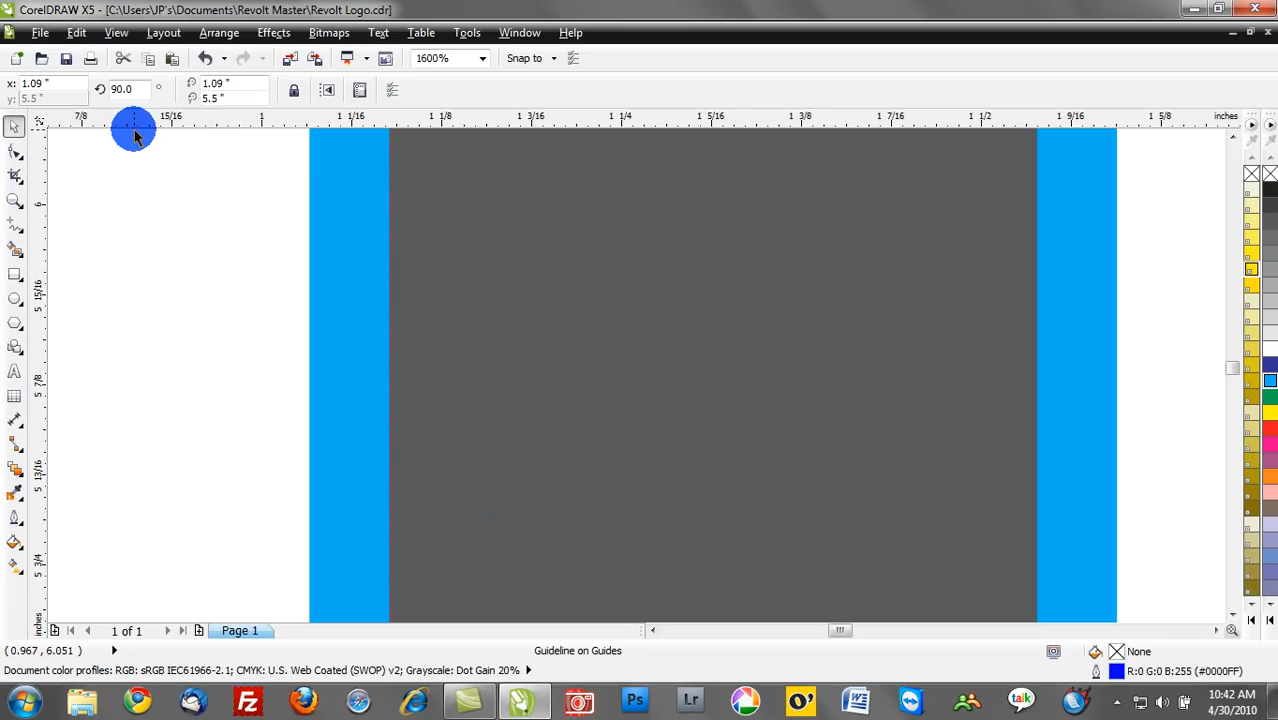 CorelDRAW X5 - [C:\Users\JP's\Documents\Revolt Master\Revolt Logo.cdr]
File Edit View Layout Arrange Effects Bitmaps Text Table Tools Window Help
1600% Snap to
x: 1.09 " 90.0 ° 1.09 "
y: 5.5 " 5.5 "
7/8 15/16 1 1 1/16 1 1/8 1 3/16 1 1/4 1 5/16 1 3/8 1 7/16 1 1/2 1 9/16 1 5/8 inches
6
5 15/16
5 7/8
5 13/16
5 3/4
inches
1 of 1 Page 1
( 0.967, 6.051 ) Guideline on Guides None
Document color profiles: RGB: sRGB IEC61966-2.1; CMYK: U.S. Web Coated (SWOP) v2; Grayscale: Dot Gain 20% R:0 G:0 B:255 (#0000FF)
Fz Ps Lr O' W talk
10:42 AM
4/30/2010